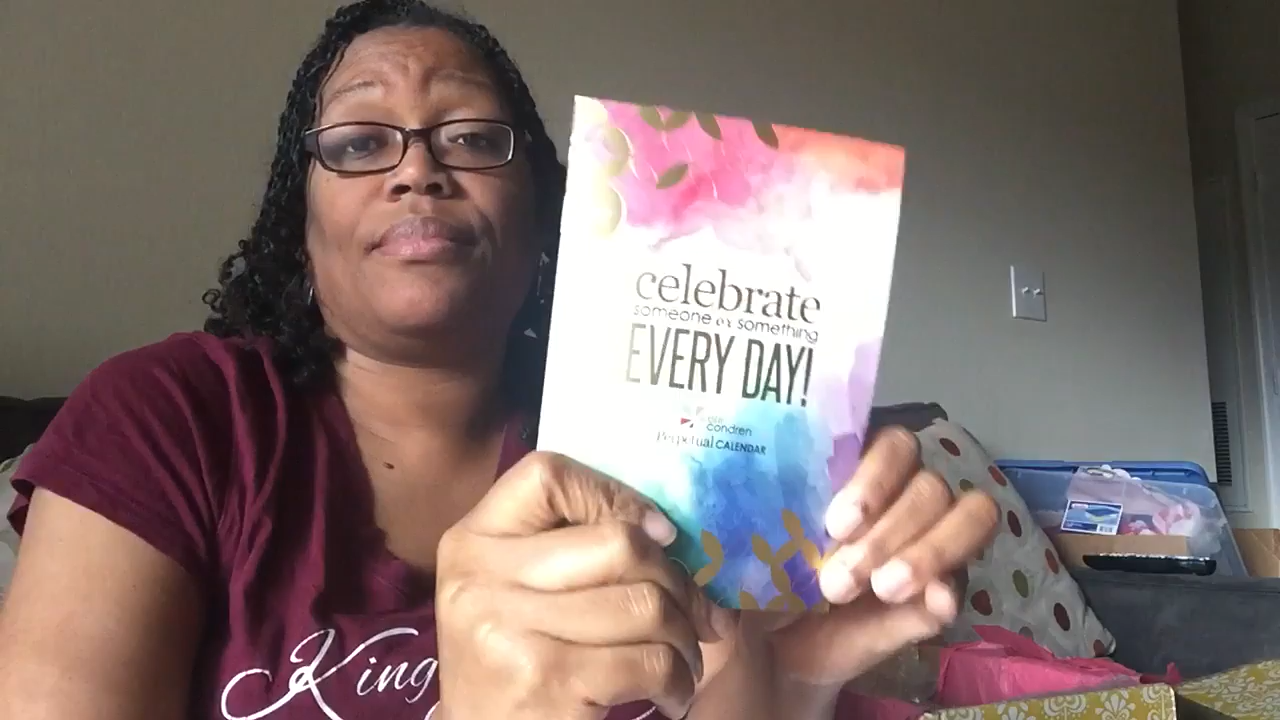 celebrate
someone or something
EVERY DAY!
condren
Perpetual CALENDAR
King